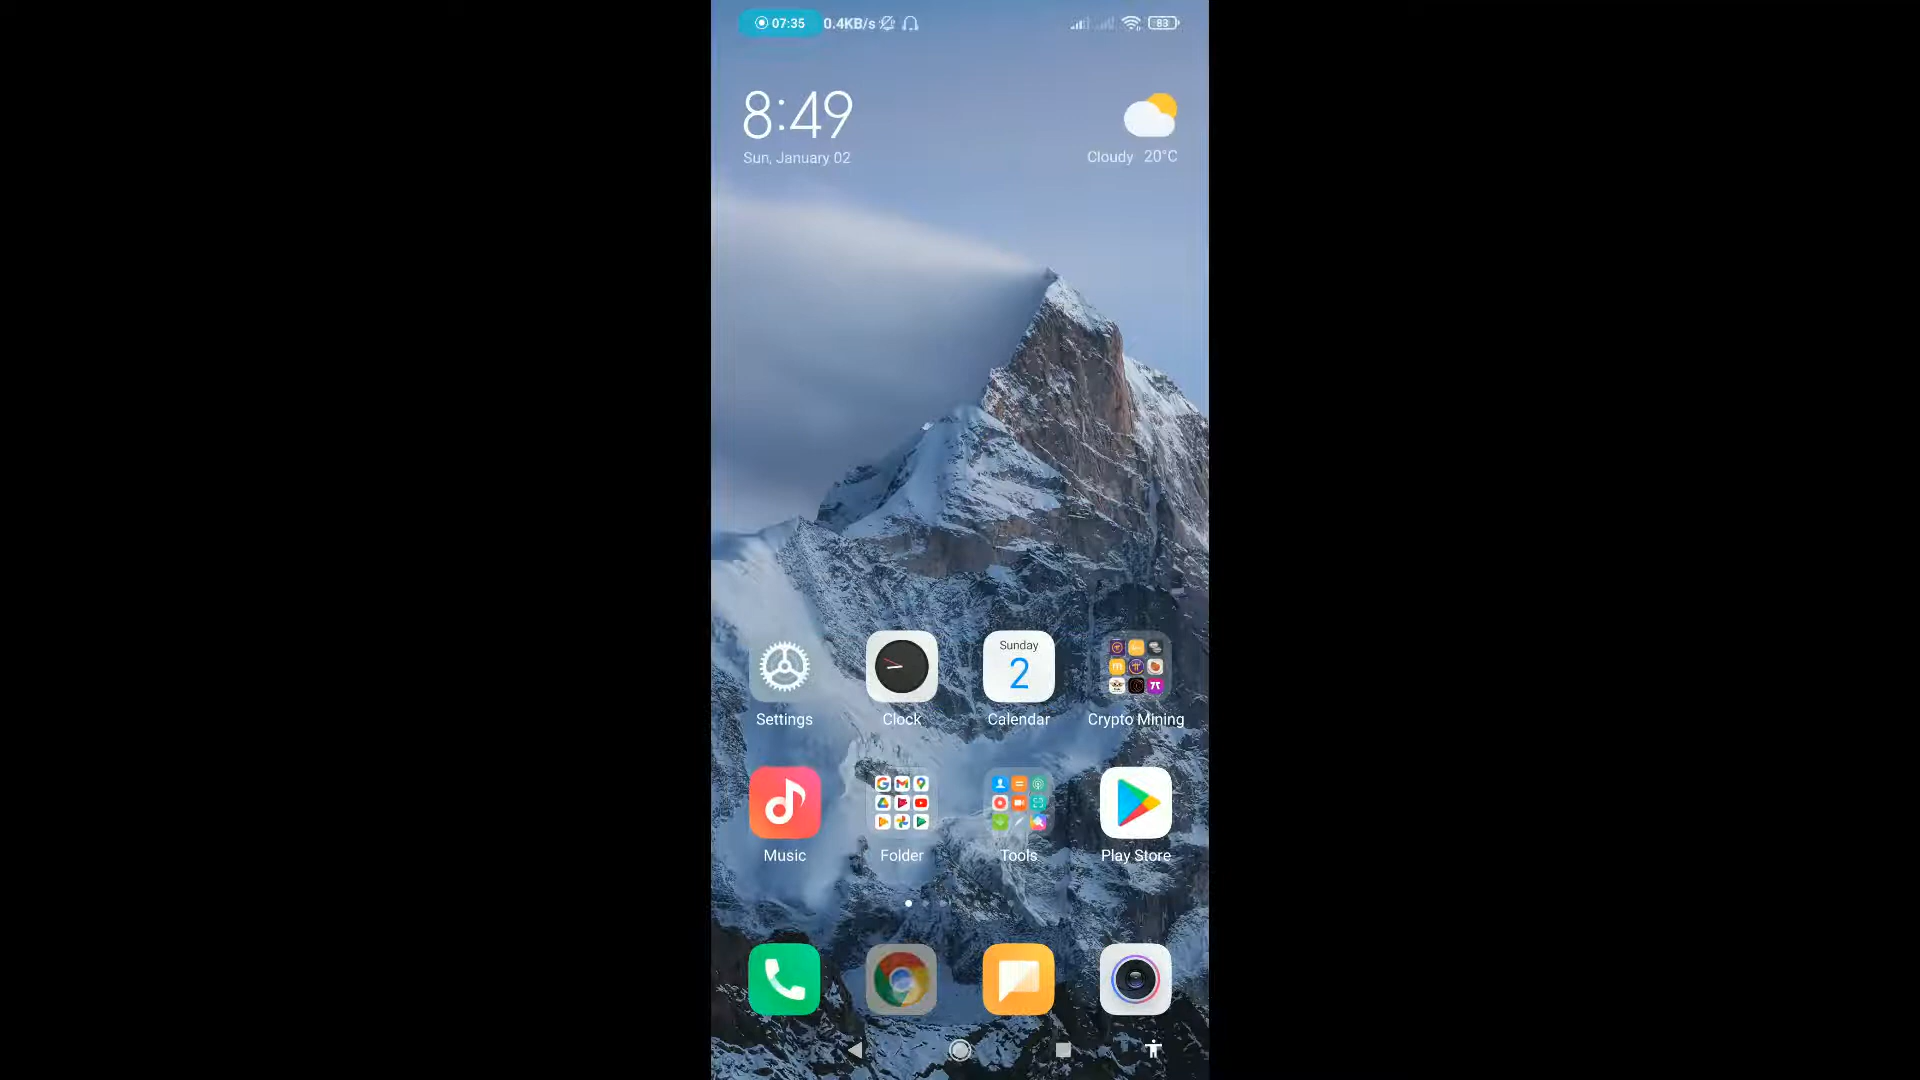 07:35 0.4KB/s 83
8:49
Sun, January 02
Cloudy 20°C
Sunday
2
Settings
Clock
Calendar
Crypto Mining
Music
Folder
Tools
Play Store